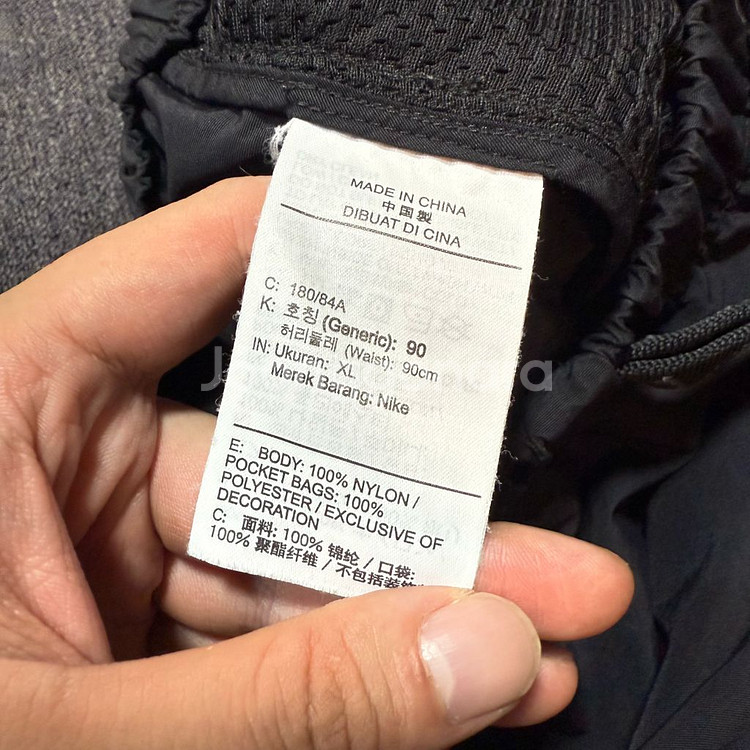 MADE IN CHINA
中国製
DIBUAT DI CINA
C: 180/84A
K: 호칭 (Generic): 90
허리둘레 (Waist): 90cm
IN: Ukuran: XL
Merek Barang: Nike
E: BODY: 100% NYLON /
POCKET BAGS: 100%
POLYESTER / EXCLUSIVE OF
DECORATION
C: 面料: 100% 锦纶 / 口袋:
100% 聚酯纤维 / 不包括装饰